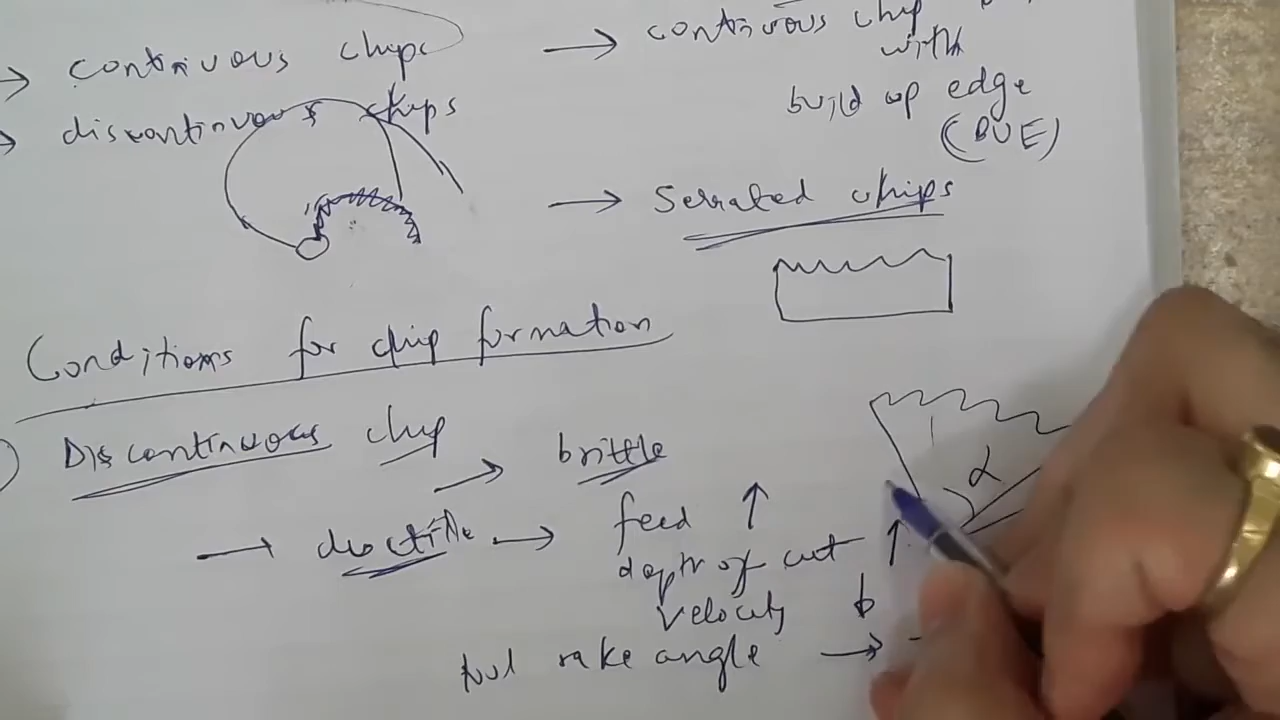 → continuous chips
→ discontinuous chips
→ continuous chip
with
build up edge
(BUE)
→ Serrated chips
Conditions for chip formation
) Discontinuous chip
→ brittle
→ ductile → feed ↑
depth of cut ↑
velocity
rake angle →
α